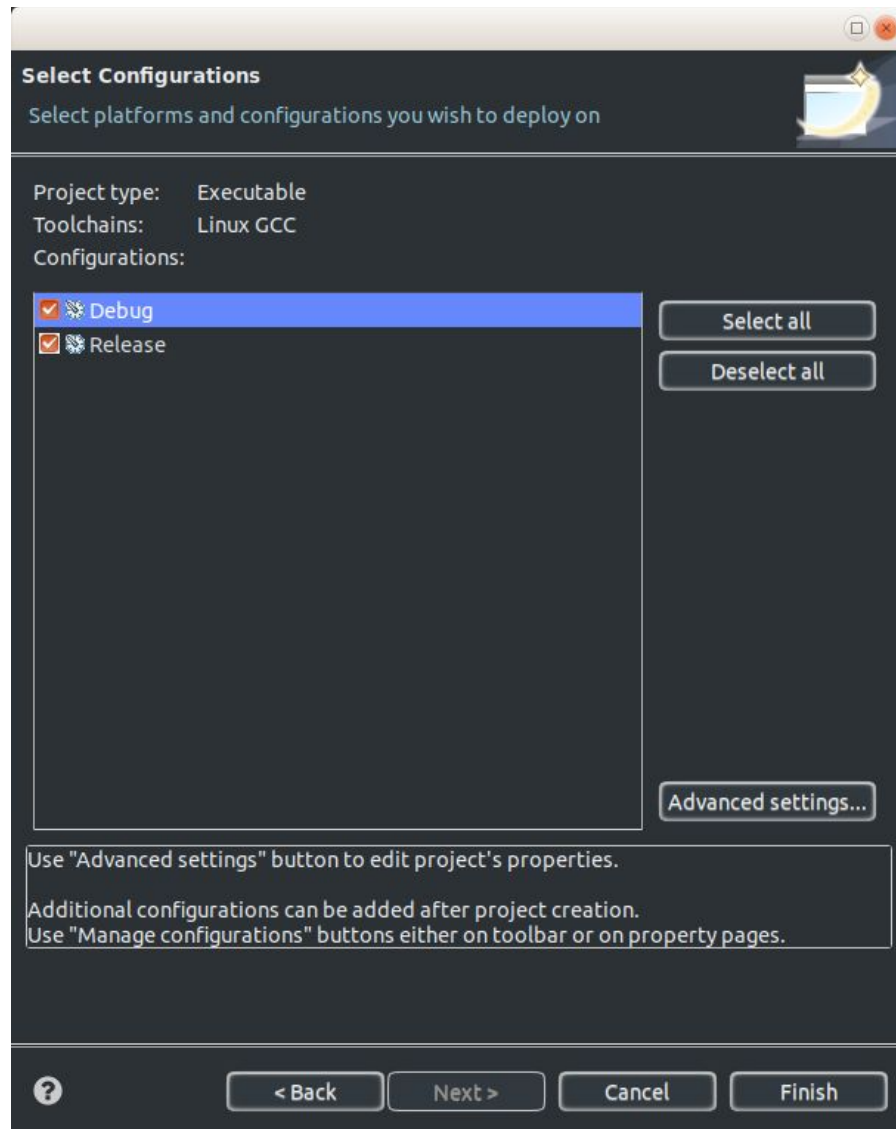 Select Configurations
Select platforms and configurations you wish to deploy on
Project type: Executable
Toolchains: Linux GCC
Configurations:
Debug
Release
Select all
Deselect all
Advanced settings...
Use "Advanced settings" button to edit project's properties.
Additional configurations can be added after project creation.
Use "Manage configurations" buttons either on toolbar or on property pages.
?
< Back
Next >
Cancel
Finish